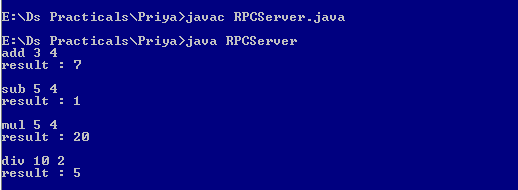 E:\Ds Practicals\Priya>javac RPCServer.java
E:\Ds Practicals\Priya>java RPCServer
add 3 4
result : 7
sub 5 4
result : 1
mul 5 4
result : 20
div 10 2
result : 5